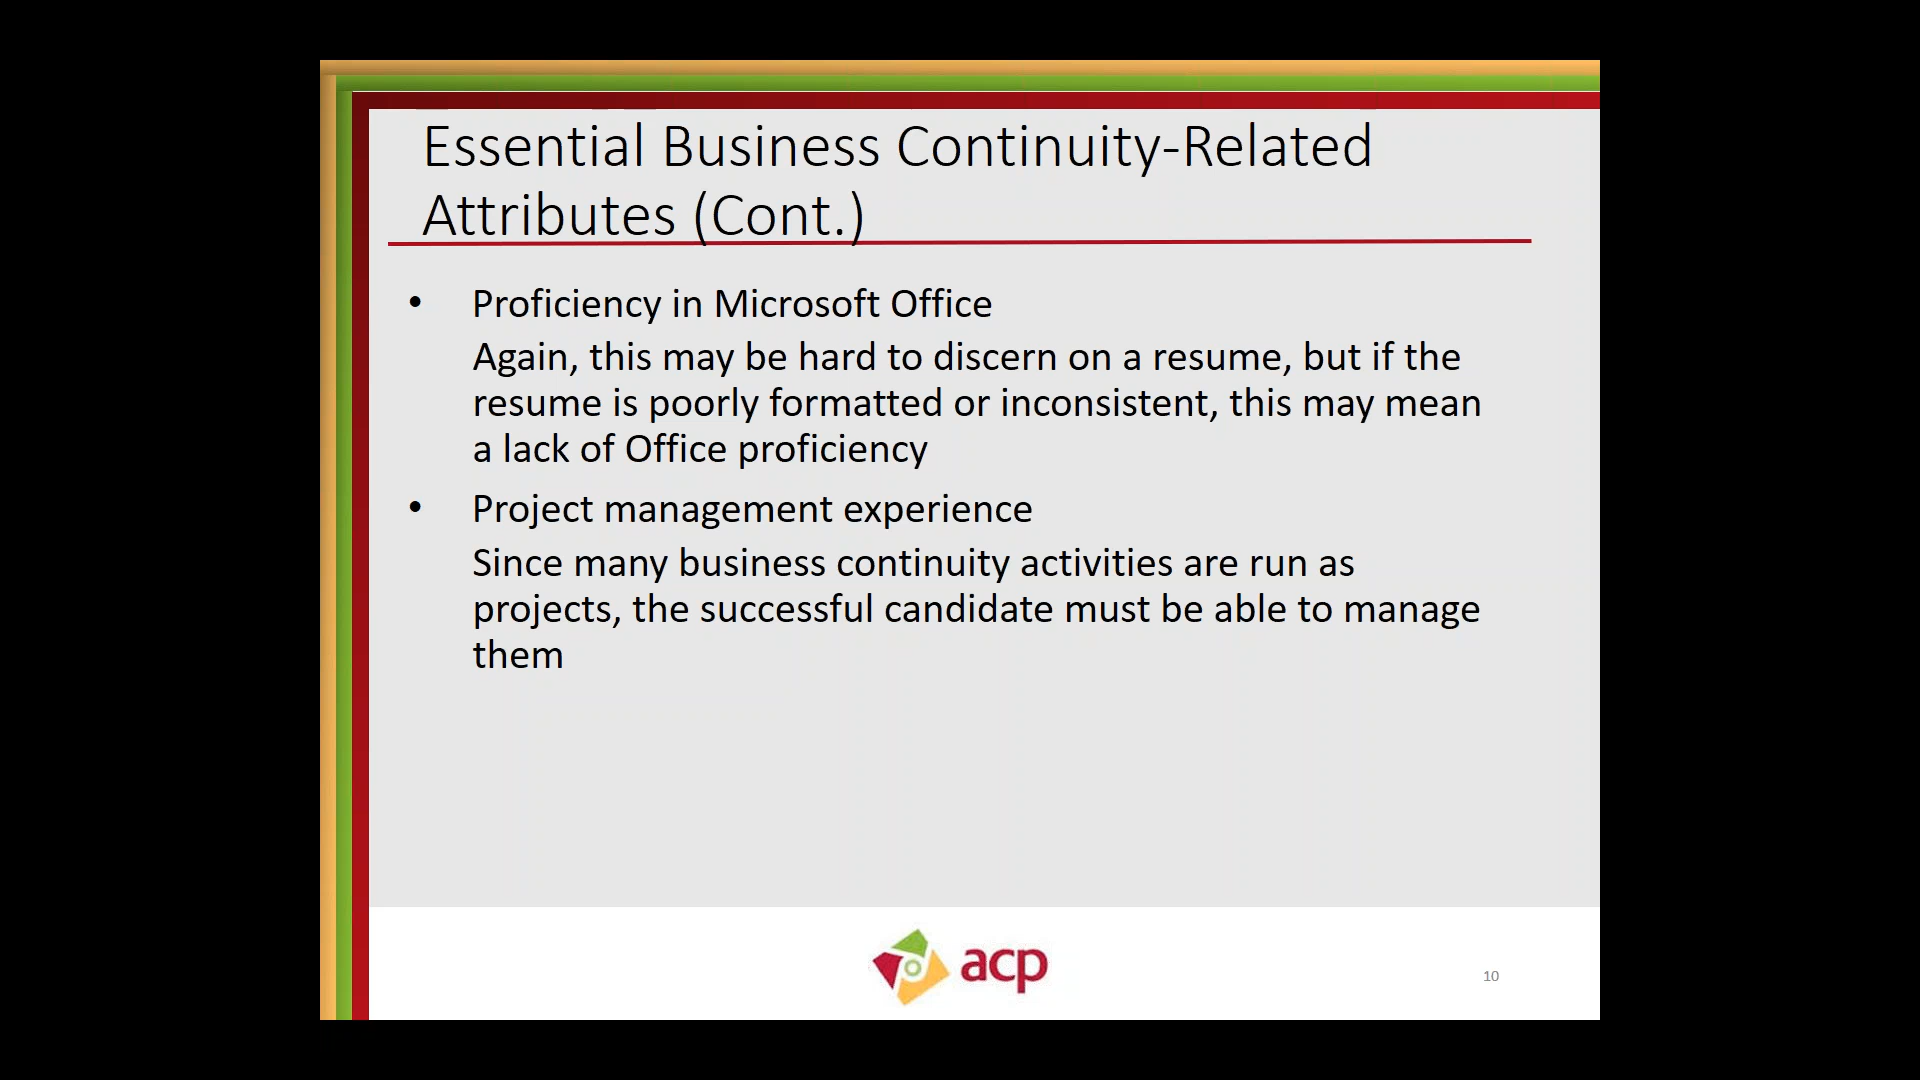 Essential Business Continuity-Related
Attributes (Cont.)
• Proficiency in Microsoft Office
Again, this may be hard to discern on a resume, but if the
resume is poorly formatted or inconsistent, this may mean
a lack of Office proficiency
• Project management experience
Since many business continuity activities are run as
projects, the successful candidate must be able to manage
them
acp
10